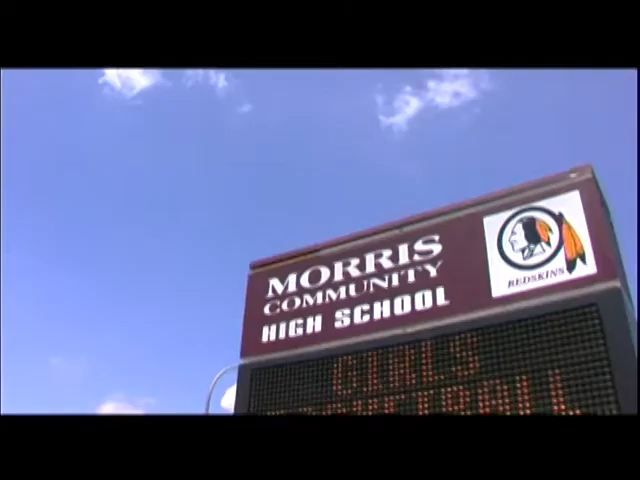 MORRIS
COMMUNITY
HIGH SCHOOL
REDSKINS
GIRLS